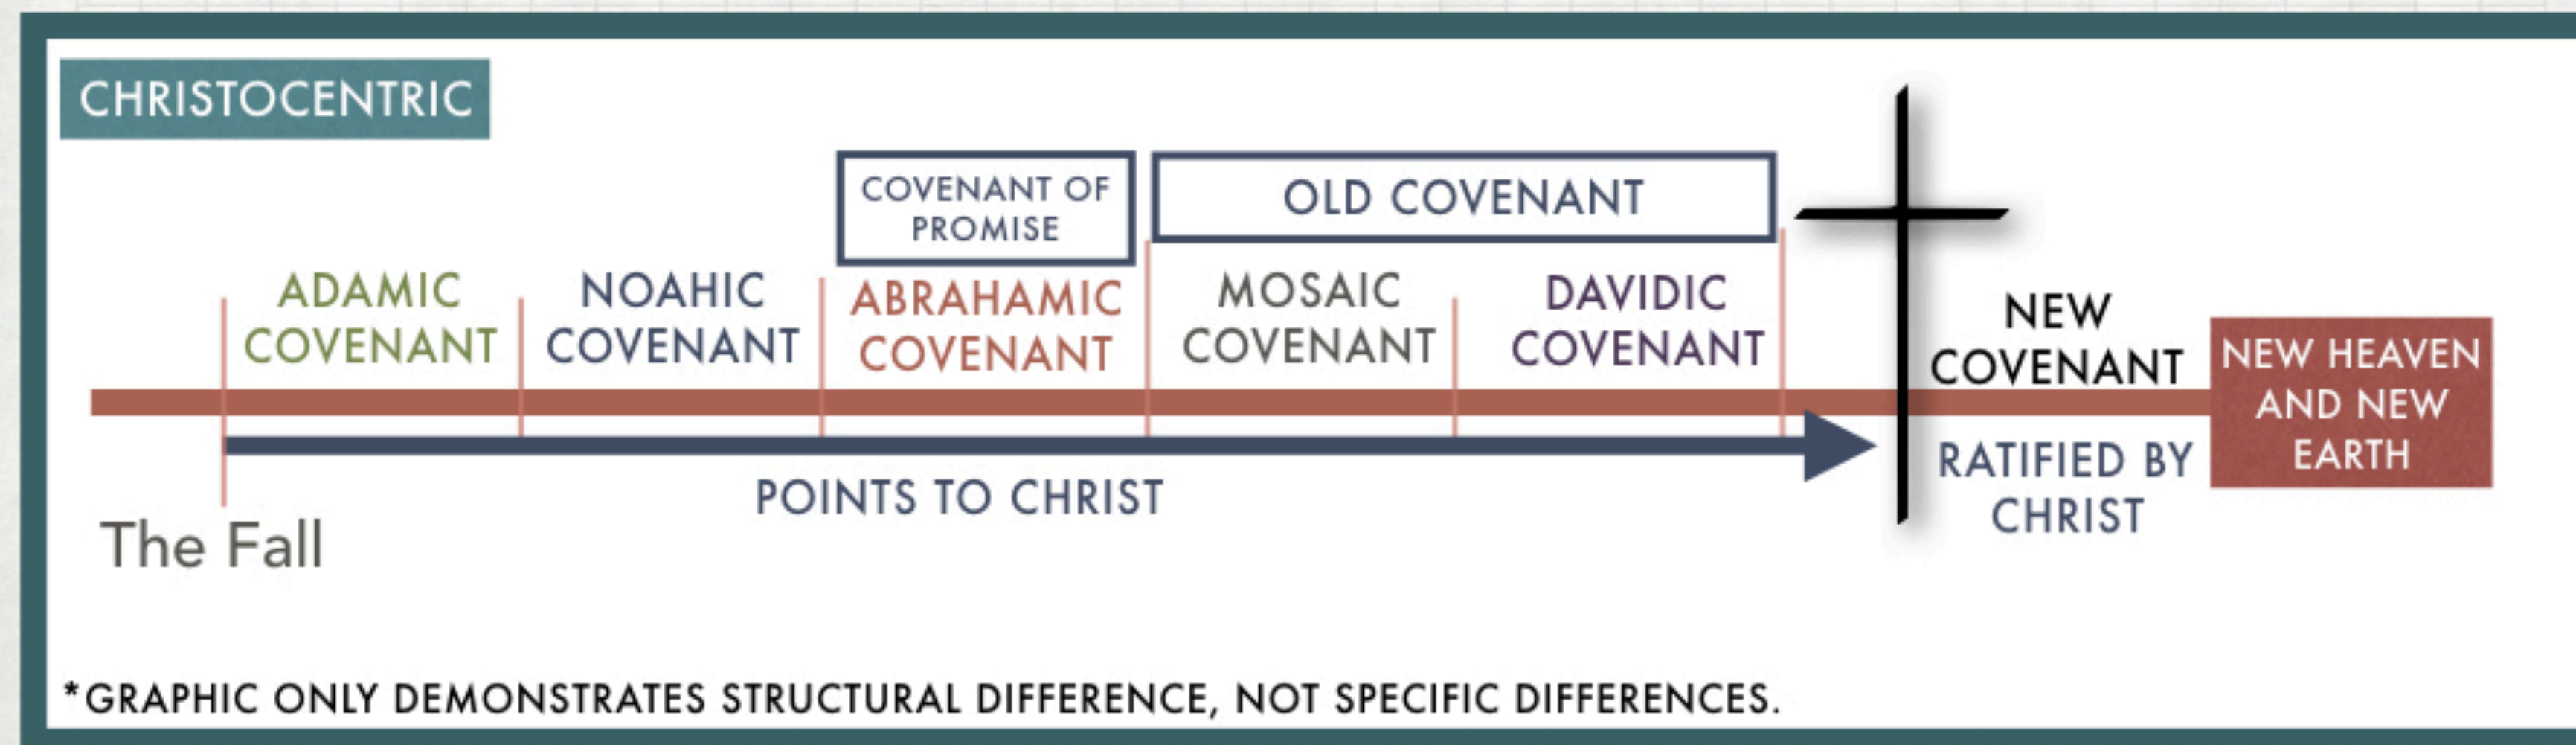 CHRISTOCENTRIC
COVENANT OF
PROMISE
OLD COVENANT
ADAMIC
COVENANT
NOAHIC
COVENANT
ABRAHAMIC
COVENANT
MOSAIC
COVENANT
DAVIDIC
COVENANT
NEW
COVENANT
NEW HEAVEN
AND NEW
EARTH
POINTS TO CHRIST
RATIFIED BY
CHRIST
The Fall
*GRAPHIC ONLY DEMONSTRATES STRUCTURAL DIFFERENCE, NOT SPECIFIC DIFFERENCES.